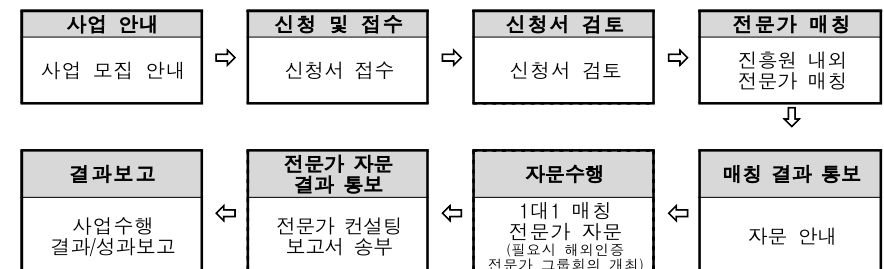 사업 안내
사업 모집 안내
신청 및 접수
신청서 접수
신청서 검토
신청서 검토
전문가 매칭
진흥원 내외
전문가 매칭
매칭 결과 통보
자문 안내
자문수행
1대1 매칭
전문가 자문
(필요시 해외인증
전문가 그룹회의 개최)
전문가 자문
결과 통보
전문가 컨설팅
보고서 송부
결과보고
사업수행
결과/성과보고